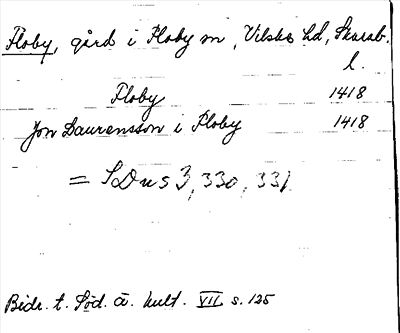 Floby, gård i Floby sn, Vilske hd, Skarab.
l.
Floby 1418
Jon Laurensson i Floby 1418
= SDns 3, 330, 331
Bidr. t. Söd. ä. kult. VII s. 125